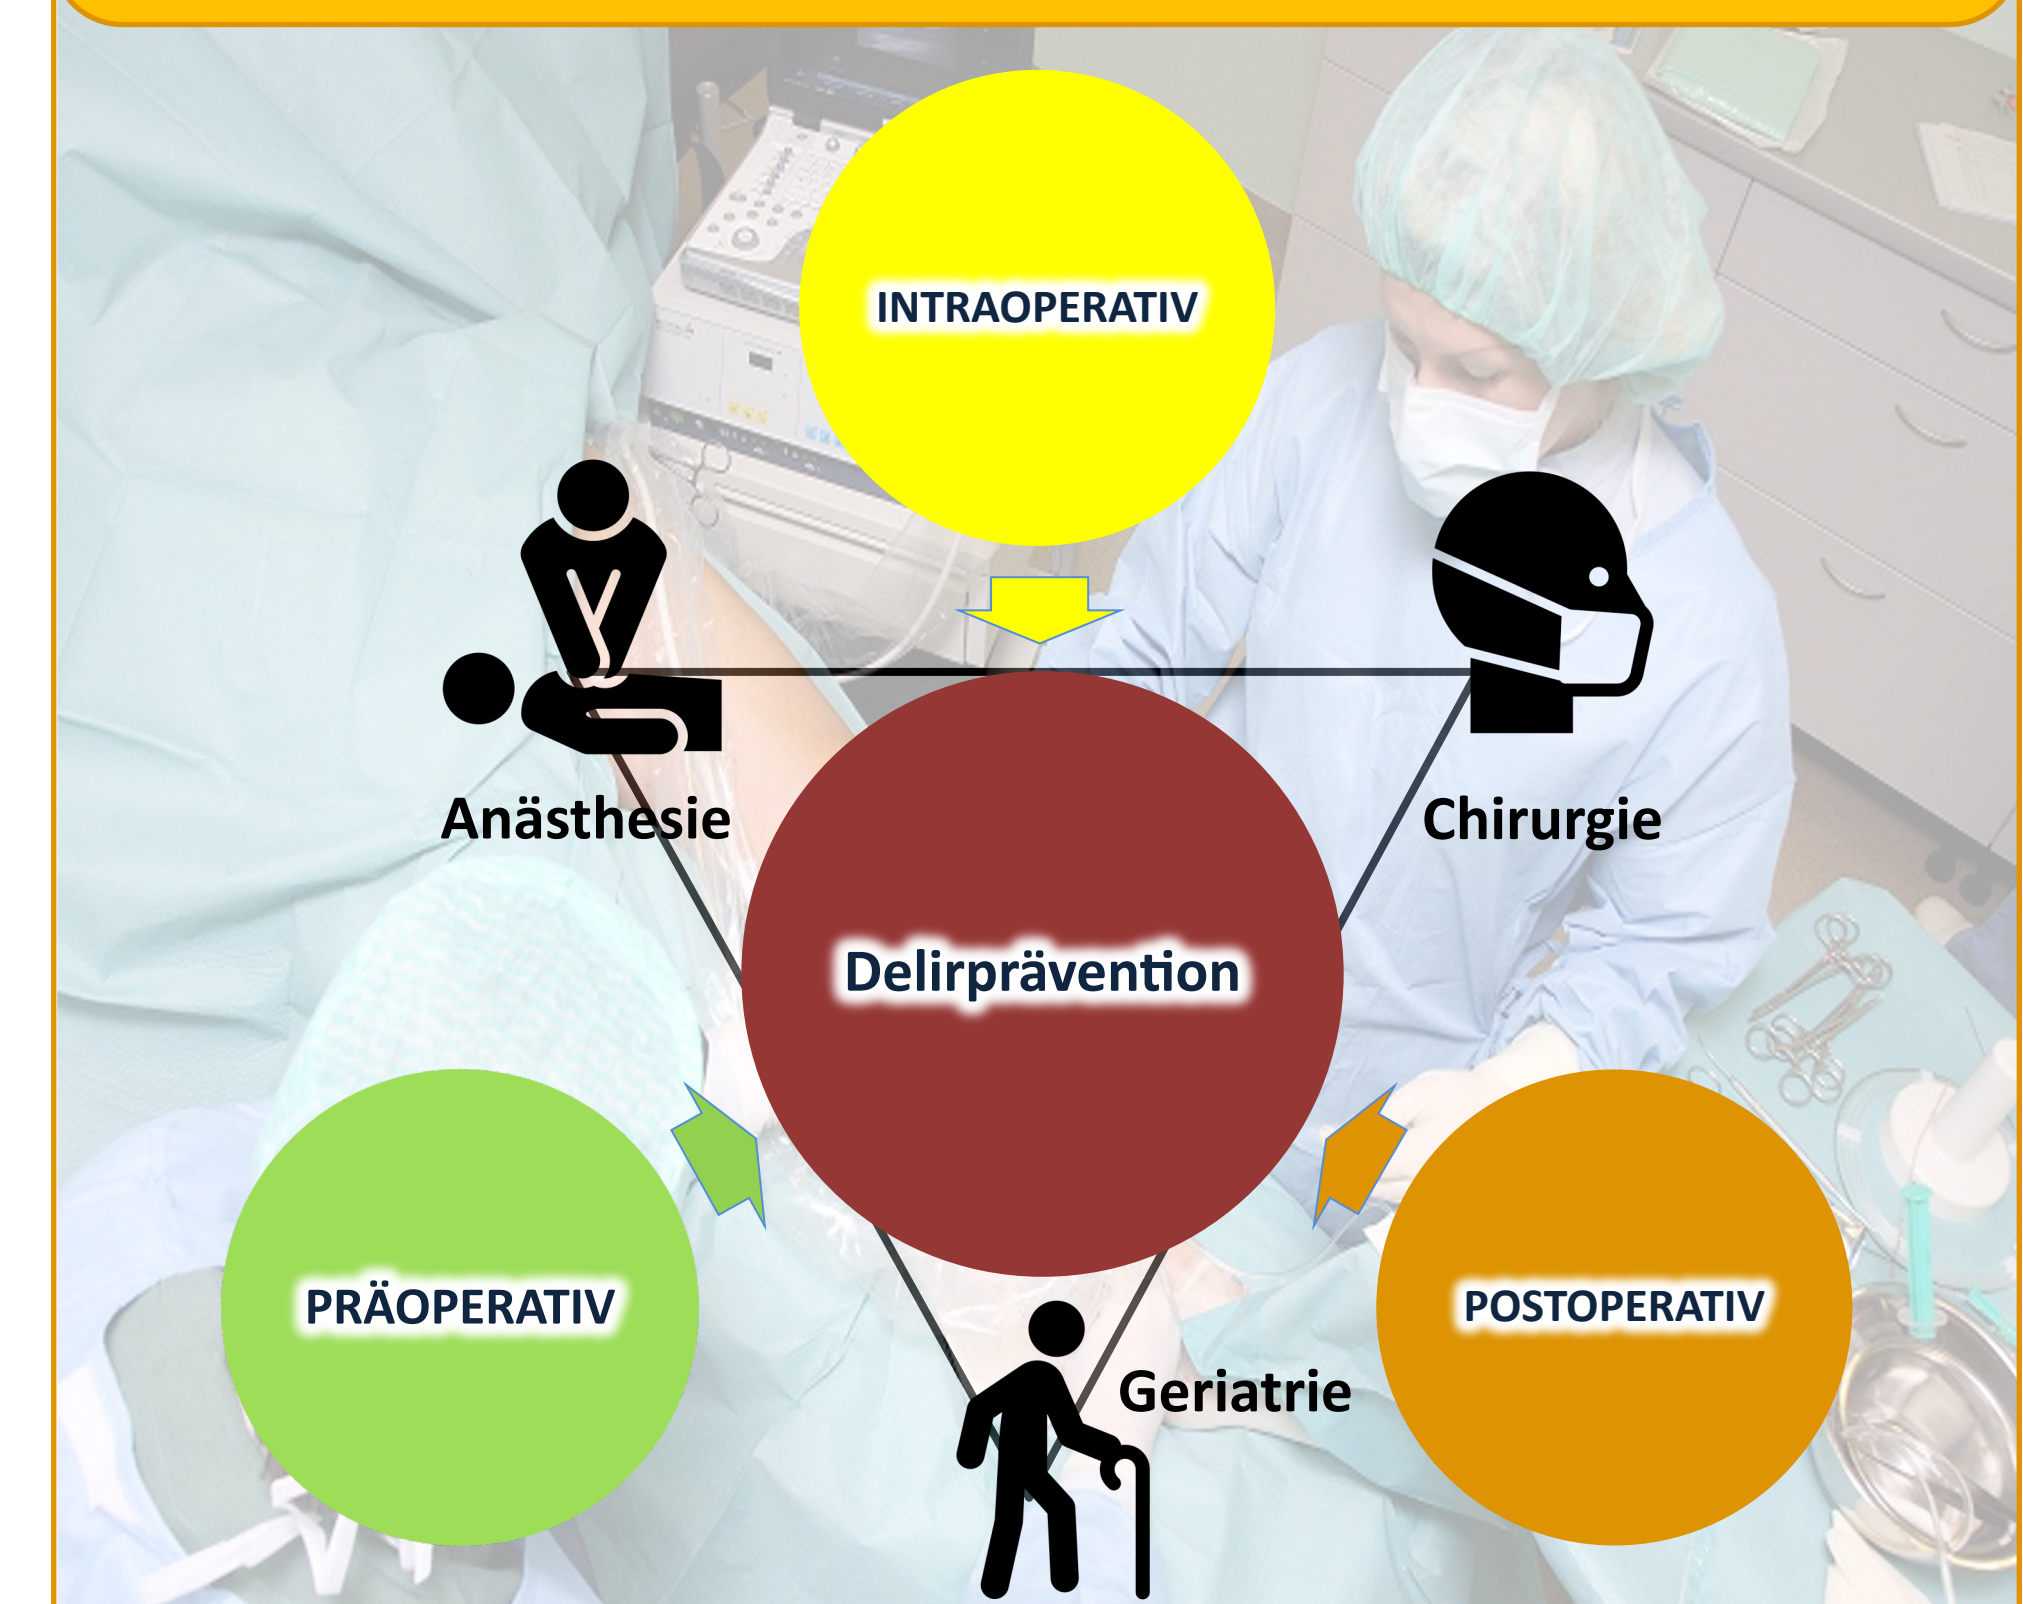 INTRAOPERATIV
Anästhesie
Chirurgie
Delirprävention
PRÄOPERATIV
POSTOPERATIV
Geriatrie